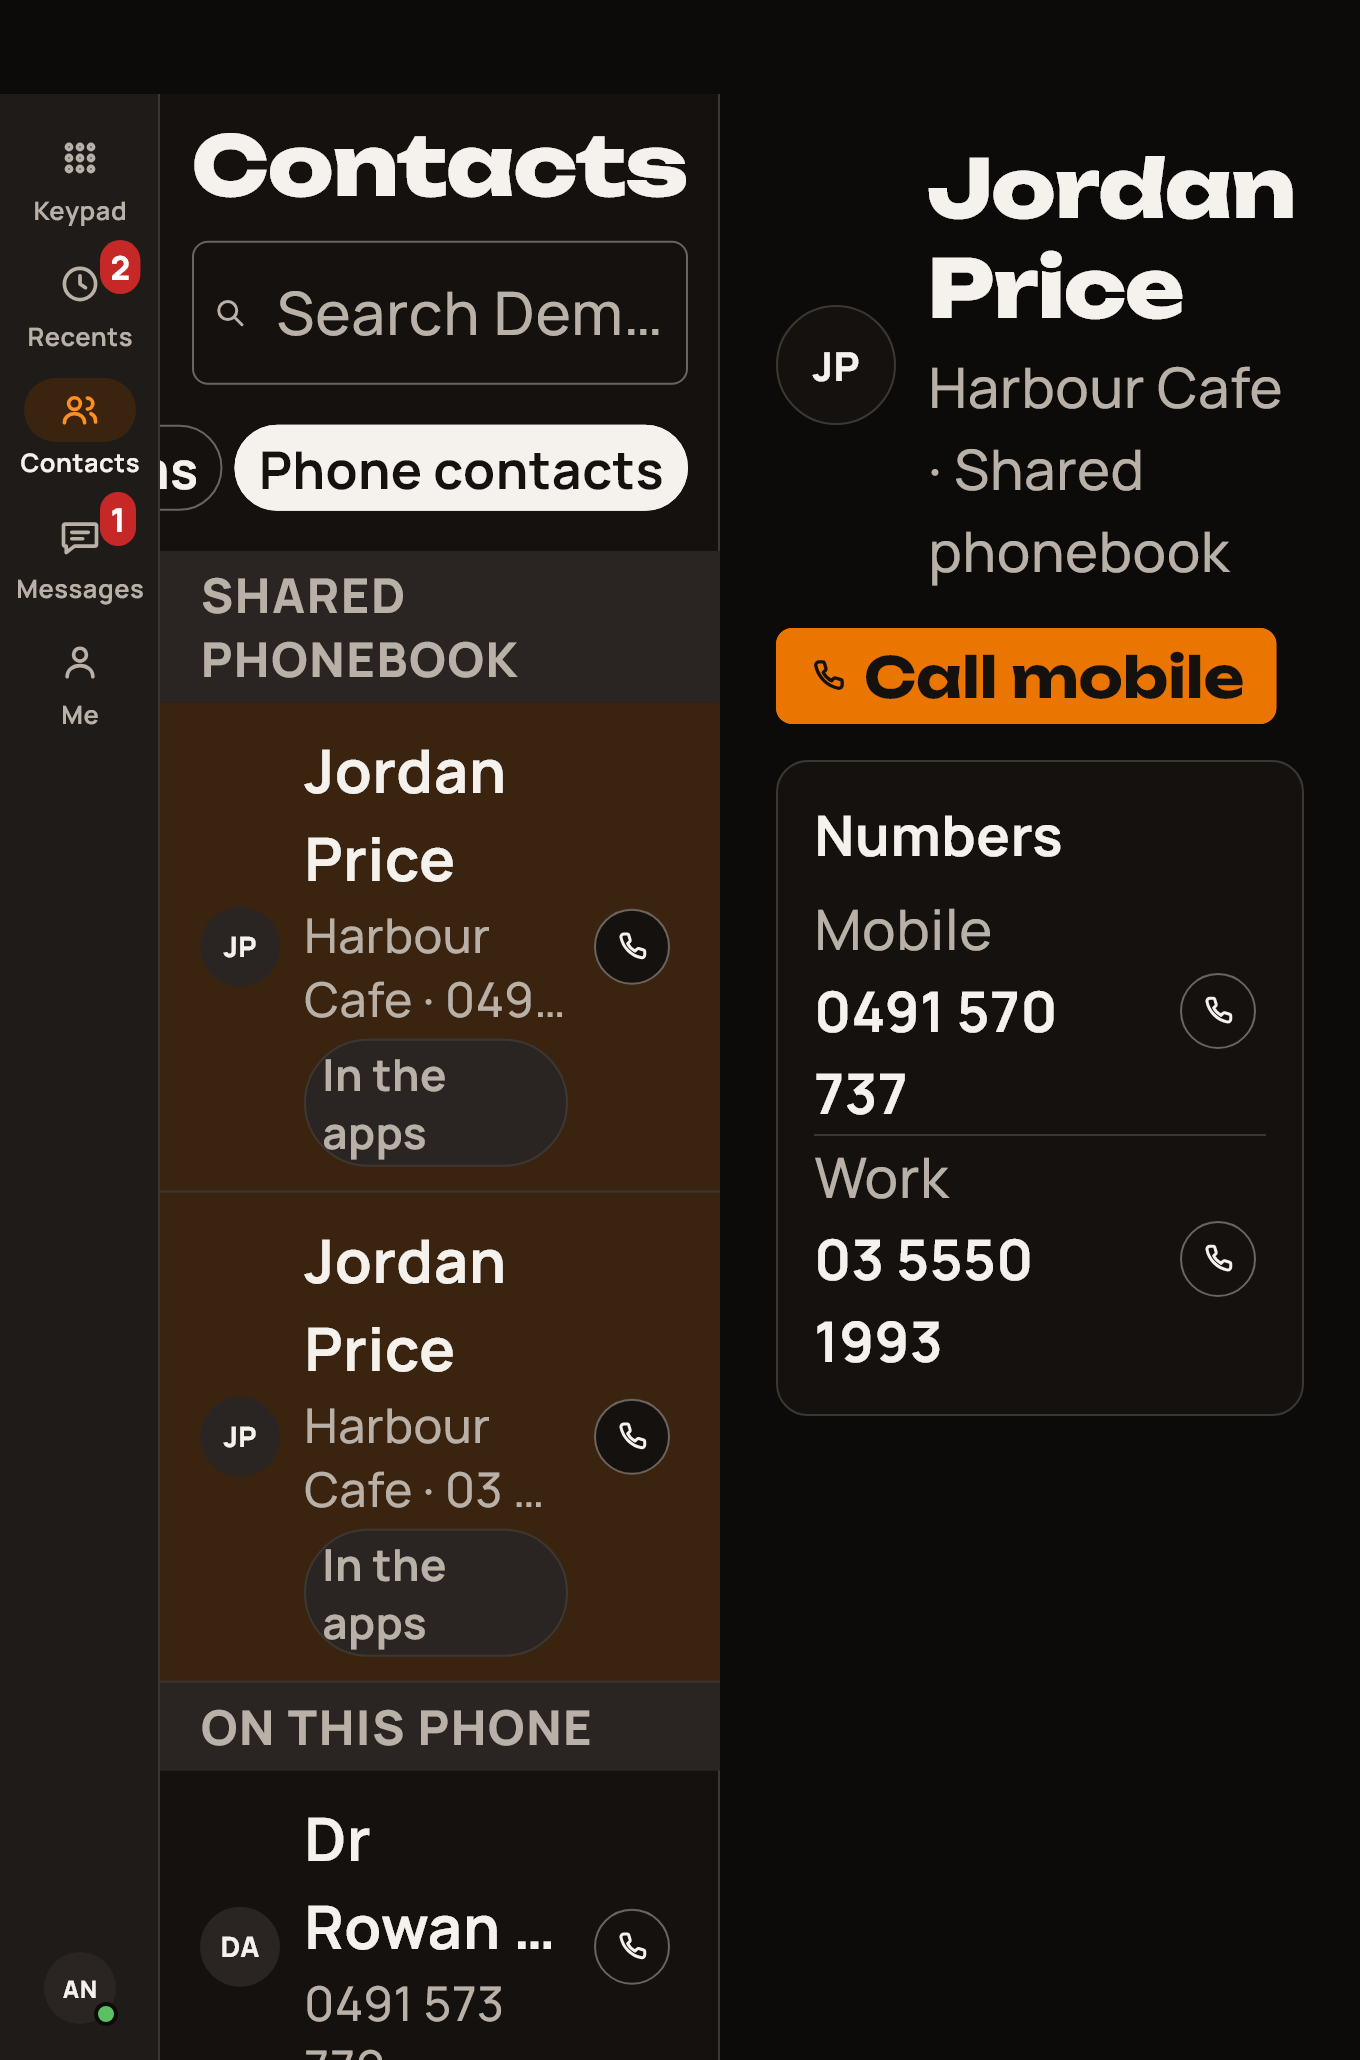 Keypad
2
Recents
Contacts
1
Messages
Me
AN
Contacts
Search Dem...
Phone contacts
SHARED
PHONEBOOK
Jordan
Price
JP
Harbour
Cafe · 049...
In the
apps
Jordan
Price
JP
Harbour
Cafe · 03 ...
In the
apps
ON THIS PHONE
Dr
Rowan ...
DA
0491 573
Jordan
Price
JP
Harbour Cafe
· Shared
phonebook
Call mobile
Numbers
Mobile
0491 570
737
Work
03 5550
1993